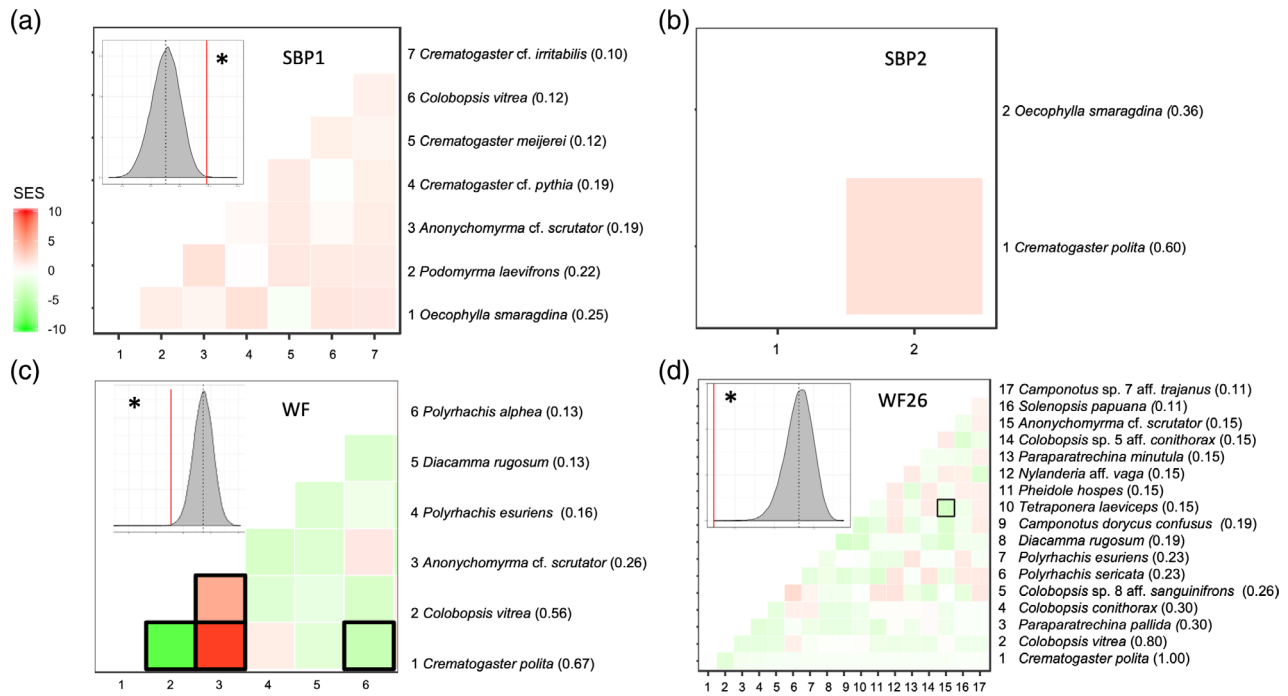 (a)
*
SBP1
7 Crematogaster cf. irritabilis (0.10)
6 Colobopsis vitrea (0.12)
5 Crematogaster meijerei (0.12)
4 Crematogaster cf. pythia (0.19)
3 Anonychomyrma cf. scrutator (0.19)
2 Podomyrma laevifrons (0.22)
1 Oecophylla smaragdina (0.25)
1 2 3 4 5 6 7
SES
10
5
0
-5
-10
(b)
SBP2
2 Oecophylla smaragdina (0.36)
1 Crematogaster polita (0.60)
1 2
(c)
*
WF
6 Polyrhachis alphea (0.13)
5 Diacamma rugosum (0.13)
4 Polyrhachis esuriens (0.16)
3 Anonychomyrma cf. scrutator (0.26)
2 Colobopsis vitrea (0.56)
1 Crematogaster polita (0.67)
1 2 3 4 5 6
(d)
*
WF26
17 Camponotus sp. 7 aff. trajanus (0.11)
16 Solenopsis papuana (0.11)
15 Anonychomyrma cf. scrutator (0.15)
14 Colobopsis sp. 5 aff. conithorax (0.15)
13 Paraparatrechina minutula (0.15)
12 Nylanderia aff. vaga (0.15)
11 Pheidole hospes (0.15)
10 Tetraponera laeviceps (0.15)
9 Camponotus dorycus confusus (0.19)
8 Diacamma rugosum (0.19)
7 Polyrhachis esuriens (0.23)
6 Polyrhachis sericata (0.23)
5 Colobopsis sp. 8 aff. sanguinifrons (0.26)
4 Colobopsis conithorax (0.30)
3 Paraparatrechina pallida (0.30)
2 Colobopsis vitrea (0.80)
1 Crematogaster polita (1.00)
1 2 3 4 5 6 7 8 9 10 11 12 13 14 15 16 17